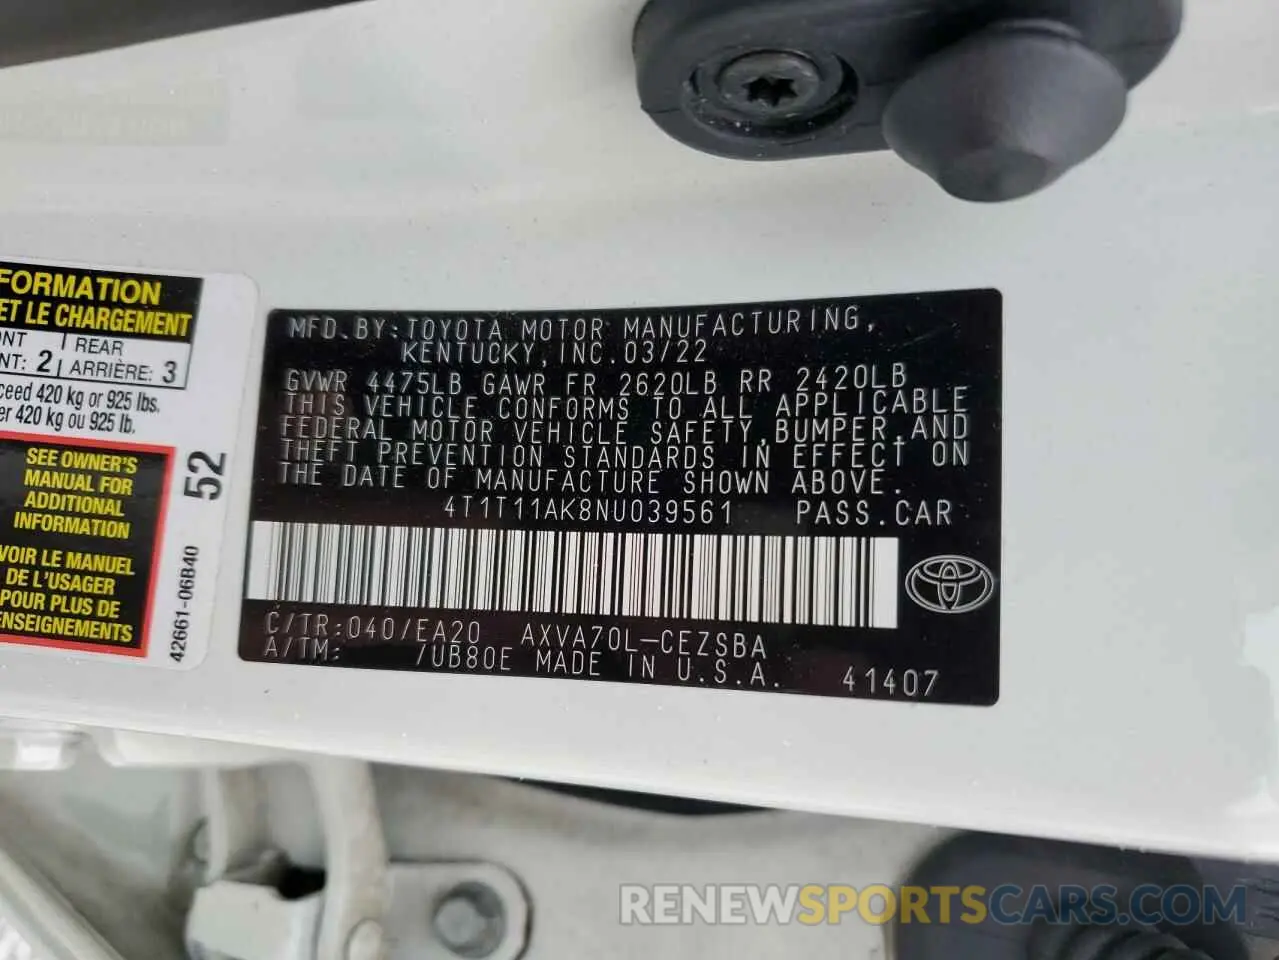 FORMATION
ET LE CHARGEMENT
ONT | REAR
NT: 2 | ARRIÈRE: 3
ceed 420 kg or 925 lbs.
er 420 kg ou 925 lb.
SEE OWNER'S
MANUAL FOR
ADDITIONAL
INFORMATION
VOIR LE MANUEL
DE L'USAGER
POUR PLUS DE
ENSEIGNEMENTS
52
42661-06B40
MFD.BY:TOYOTA MOTOR MANUFACTURING,
KENTUCKY,INC.03/22
GVWR 4475LB GAWR FR 2620LB RR 2420LB
THIS VEHICLE CONFORMS TO ALL APPLICABLE
FEDERAL MOTOR VEHICLE SAFETY,BUMPER,AND
THEFT PREVENTION STANDARDS IN EFFECT ON
THE DATE OF MANUFACTURE SHOWN ABOVE.
4T1T11AK8NU039561 PASS.CAR
C/TR:040/EA20 AXVA70L-CEZSBA
A/TM: /UB80E MADE IN U.S.A.
41407
RENEWSPORTSCARS.COM